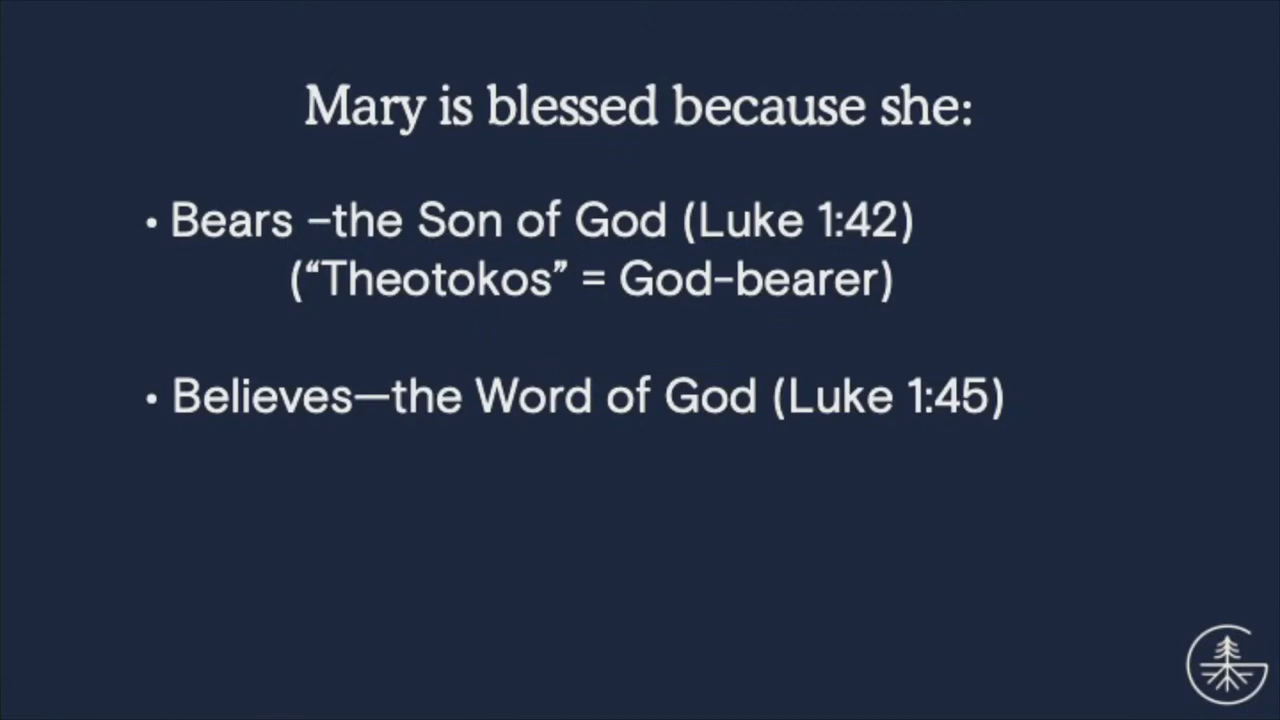 Mary is blessed because she:
• Bears –the Son of God (Luke 1:42)
(“Theotokos” = God-bearer)
• Believes—the Word of God (Luke 1:45)